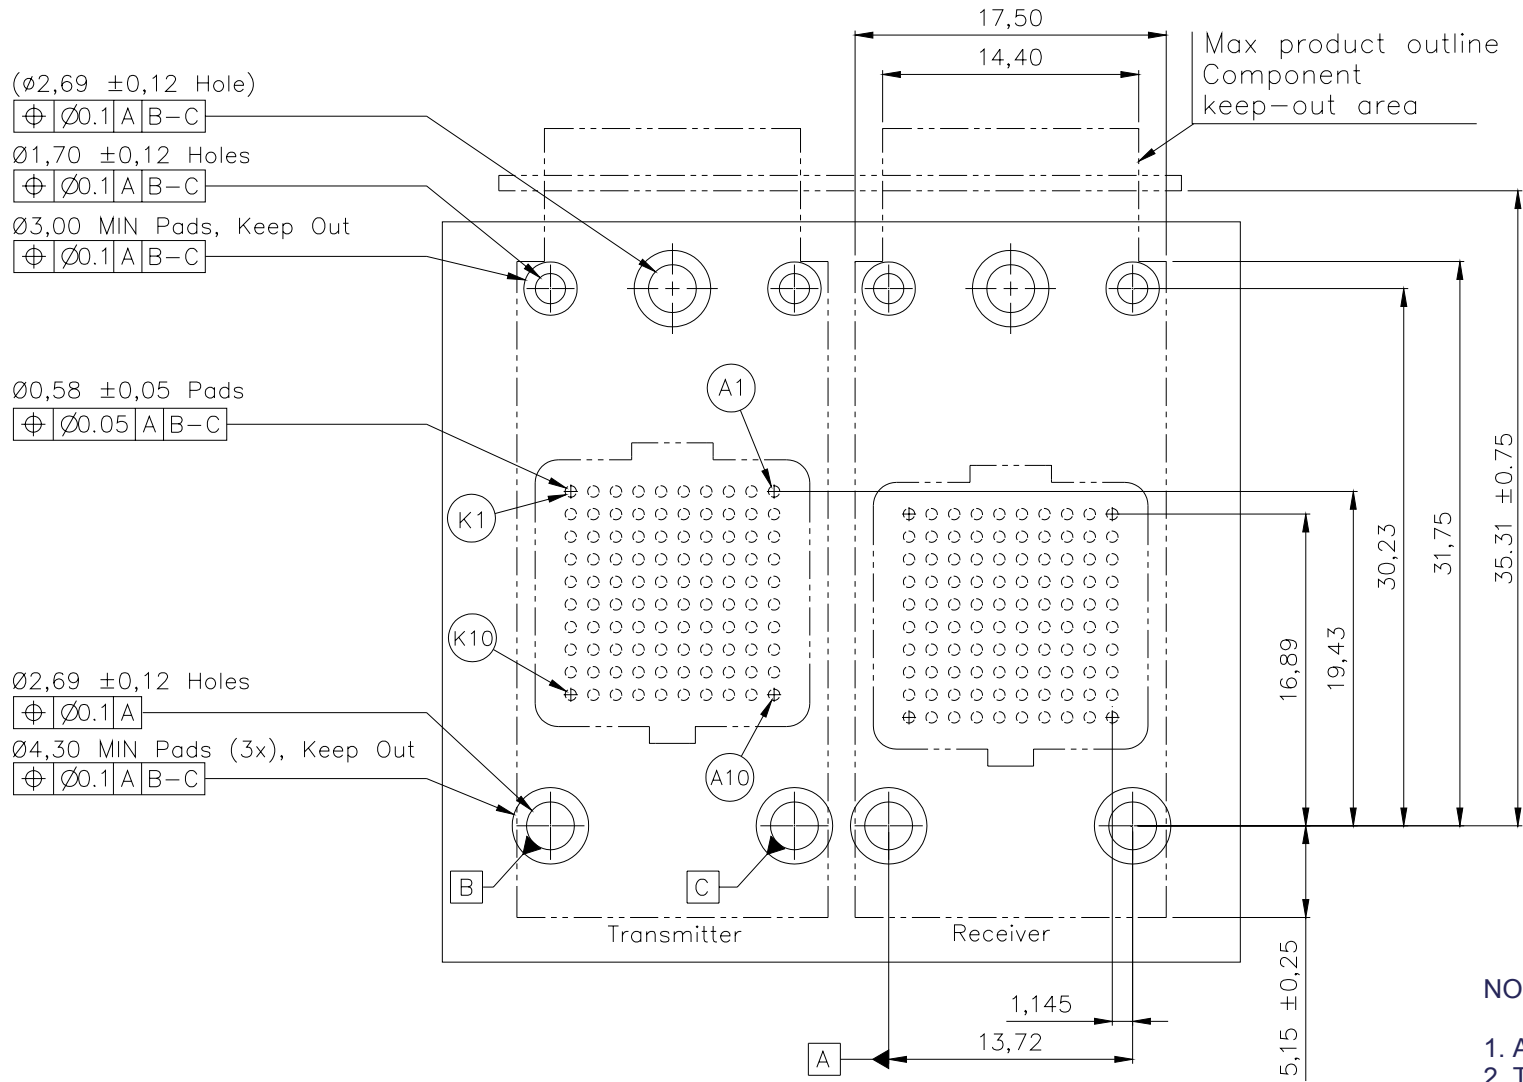 17,50
14,40
Max product outline
Component
keep-out area
(ø2,69 ±0,12 Hole)
⌖ Ø0.1 A B-C
Ø1,70 ±0,12 Holes
⌖ Ø0.1 A B-C
Ø3,00 MIN Pads, Keep Out
⌖ Ø0.1 A B-C
Ø0,58 ±0,05 Pads
⌖ Ø0.05 A B-C
A1
K1
K10
A10
Ø2,69 ±0,12 Holes
⌖ Ø0.1 A
Ø4,30 MIN Pads (3x), Keep Out
⌖ Ø0.1 A B-C
B
C
Transmitter
Receiver
16,89
19,43
30,23
31,75
35.31 ±0.75
5,15 ±0,25
1,145
13,72
A
NO
1. A
2. T